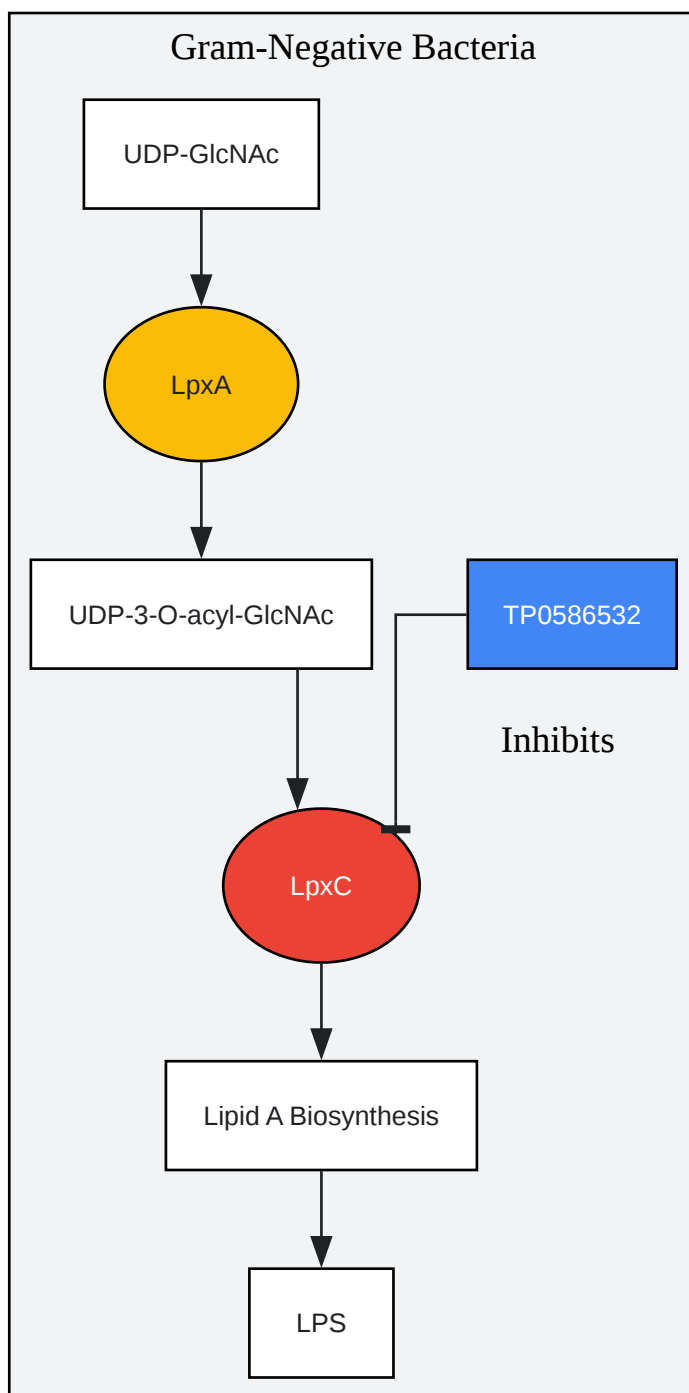 Gram-Negative Bacteria
UDP-GlcNAc
LpxA
UDP-3-O-acyl-GlcNAc
TP0586532
Inhibits
LpxC
Lipid A Biosynthesis
LPS